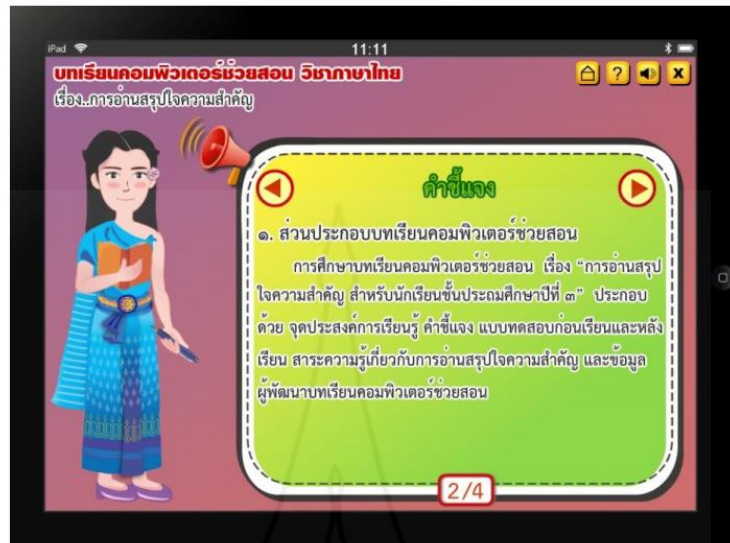 iPad
11:11
บทเรียนคอมพิวเตอร์ช่วยสอน วิชาภาษาไทย
เรื่อง..การอ่านสรุปใจความสำคัญ
? X
คำชี้แจง
๑. ส่วนประกอบบทเรียนคอมพิวเตอร์ช่วยสอน
การศึกษาบทเรียนคอมพิวเตอร์ช่วยสอน เรื่อง “การอ่านสรุป
ใจความสำคัญ สำหรับนักเรียนชั้นประถมศึกษาปีที่ ๓” ประกอบ
ด้วย จุดประสงค์การเรียนรู้ คำชี้แจง แบบทดสอบก่อนเรียนและหลัง
เรียน สาระความรู้เกี่ยวกับการอ่านสรุปใจความสำคัญ และข้อมูล
ผู้พัฒนาบทเรียนคอมพิวเตอร์ช่วยสอน
2/4